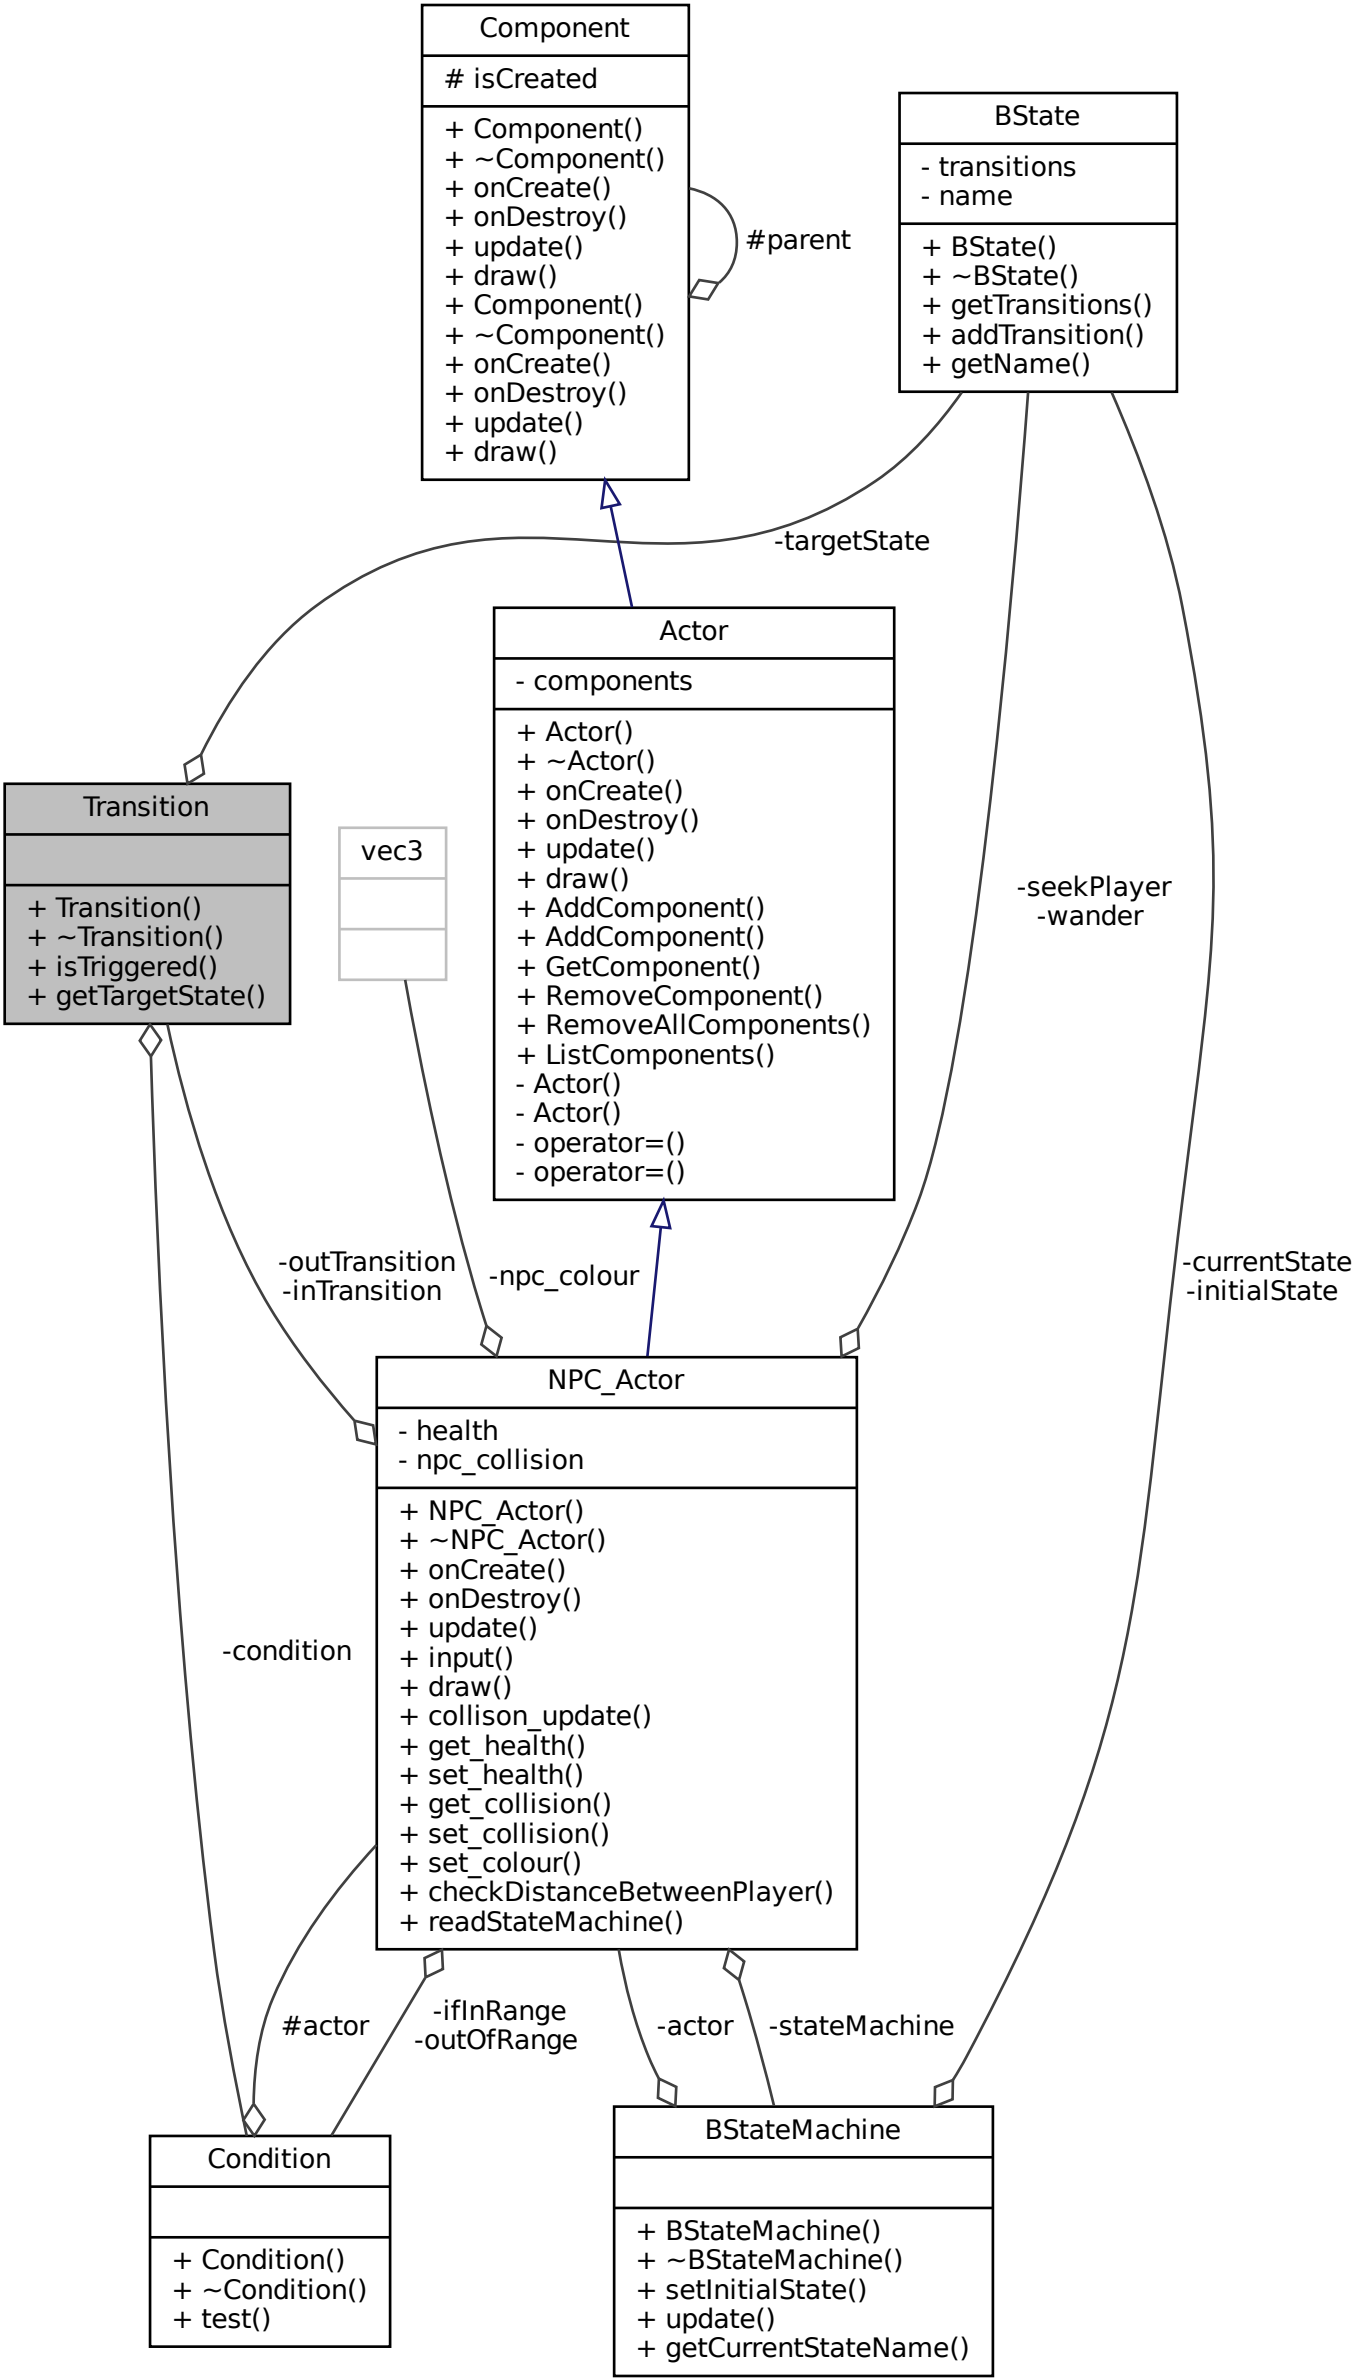 Component
# isCreated
+ Component()
+ ~Component()
+ onCreate()
+ onDestroy()
+ update()
+ draw()
+ Component()
+ ~Component()
+ onCreate()
+ onDestroy()
+ update()
+ draw()
#parent
BState
- transitions
- name
+ BState()
+ ~BState()
+ getTransitions()
+ addTransition()
+ getName()
-targetState
Actor
- components
+ Actor()
+ ~Actor()
+ onCreate()
+ onDestroy()
+ update()
+ draw()
+ AddComponent()
+ AddComponent()
+ GetComponent()
+ RemoveComponent()
+ RemoveAllComponents()
+ ListComponents()
- Actor()
- Actor()
- operator=()
- operator=()
Transition
+ Transition()
+ ~Transition()
+ isTriggered()
+ getTargetState()
vec3
-seekPlayer
-wander
-outTransition
-inTransition
-npc_colour
-currentState
-initialState
NPC_Actor
- health
- npc_collision
+ NPC_Actor()
+ ~NPC_Actor()
+ onCreate()
+ onDestroy()
+ update()
+ input()
+ draw()
+ collison_update()
+ get_health()
+ set_health()
+ get_collision()
+ set_collision()
+ set_colour()
+ checkDistanceBetweenPlayer()
+ readStateMachine()
-condition
#actor
-ifInRange
-outOfRange
-actor
-stateMachine
Condition
+ Condition()
+ ~Condition()
+ test()
BStateMachine
+ BStateMachine()
+ ~BStateMachine()
+ setInitialState()
+ update()
+ getCurrentStateName()